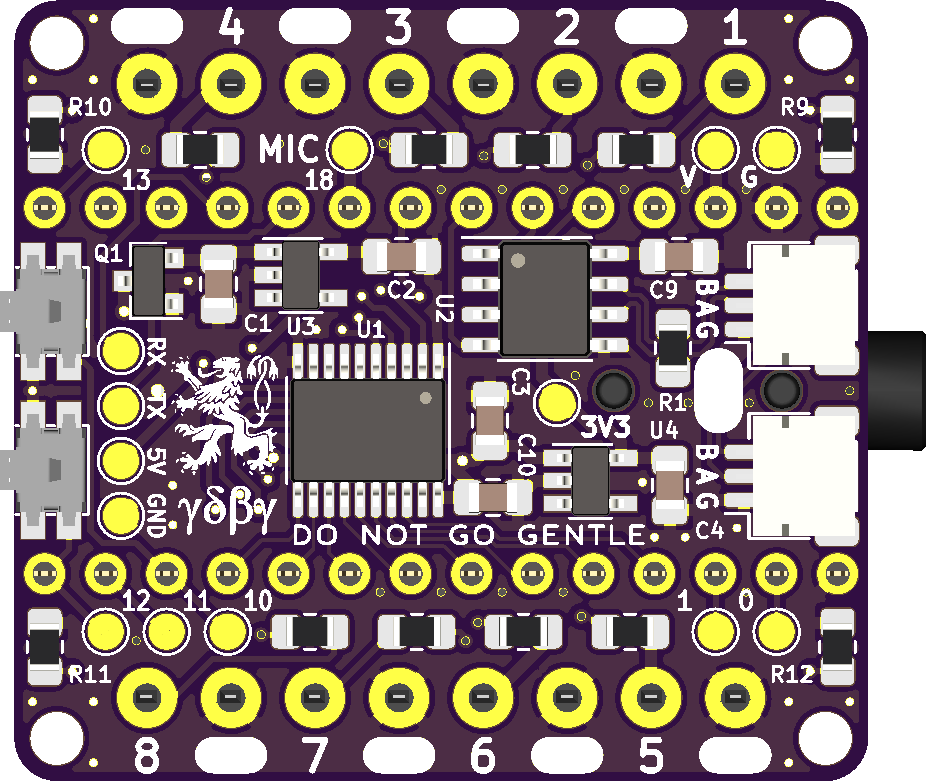 4 3 2 1
R10 R9
MIC V G
13 18
Q1
C2 C9
C1 U3 U1 U2 BAG
RX
C3 R1
TX 3V3 U4
5V C10 BAG
GND γδβγ C4
DO NOT GO GENTLE
12 11 10 1 0
R11 R12
8 7 6 5